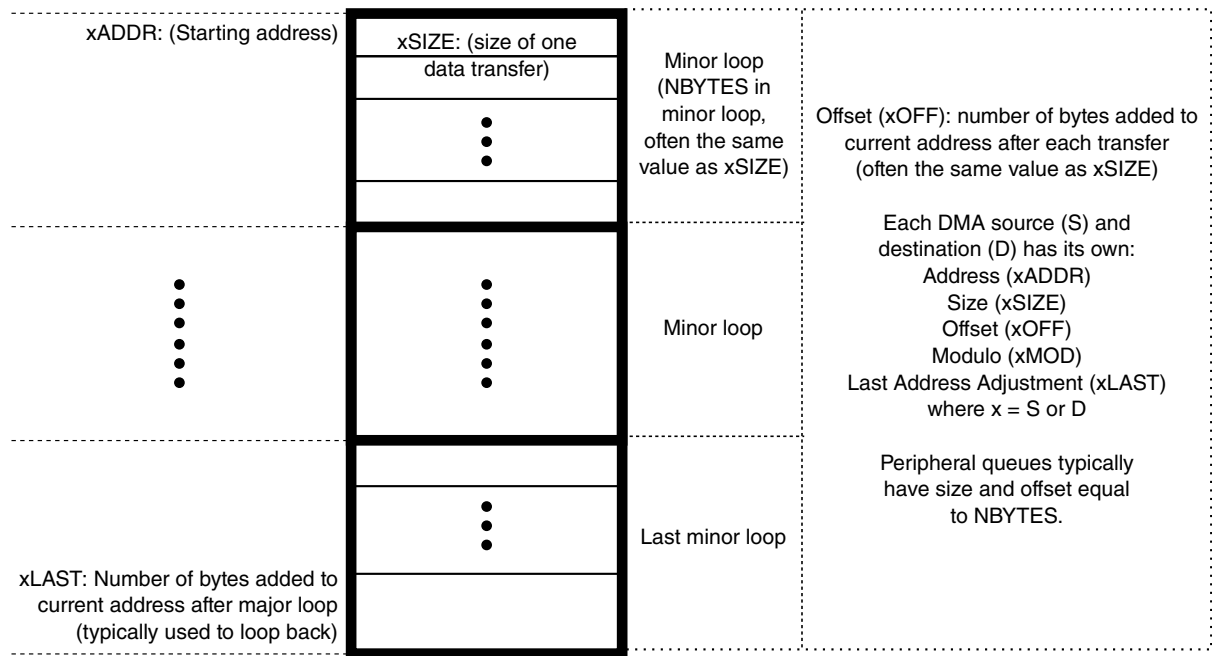 xADDR: (Starting address)
xSIZE: (size of one
data transfer)
Minor loop
(NBYTES in
minor loop,
often the same
value as xSIZE)
Offset (xOFF): number of bytes added to
current address after each transfer
(often the same value as xSIZE)
Each DMA source (S) and
destination (D) has its own:
Address (xADDR)
Size (xSIZE)
Offset (xOFF)
Modulo (xMOD)
Last Address Adjustment (xLAST)
where x = S or D
Peripheral queues typically
have size and offset equal
to NBYTES.
Minor loop
Last minor loop
xLAST: Number of bytes added to
current address after major loop
(typically used to loop back)